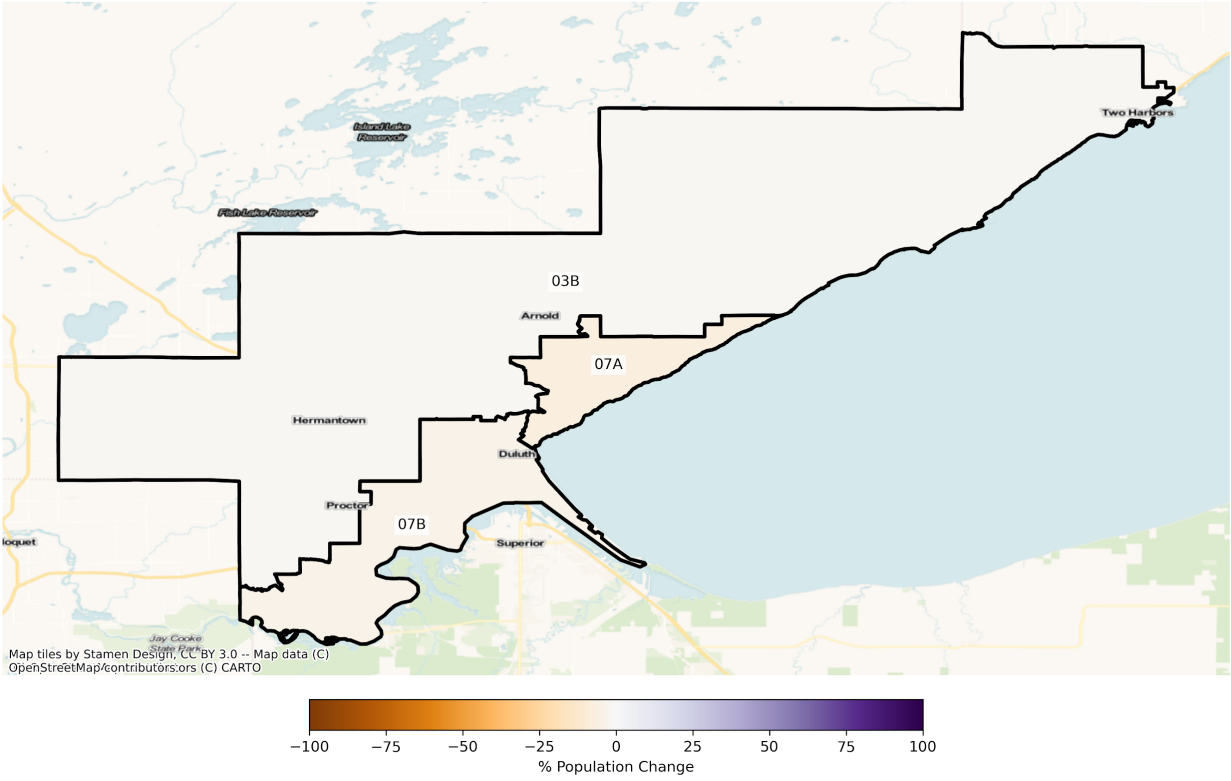 Island Lake
Reservoir
Two Harbors
Fish Lake Reservoir
03B
Arnold
07A
Hermantown
Duluth
Proctor
07B
loquet
Superior
Jay Cooke
State Park
Map tiles by Stamen Design, CC BY 3.0 -- Map data (C)
OpenStreetMap contributors (C) CARTO
−100 −75 −50 −25 0 25 50 75 100
% Population Change